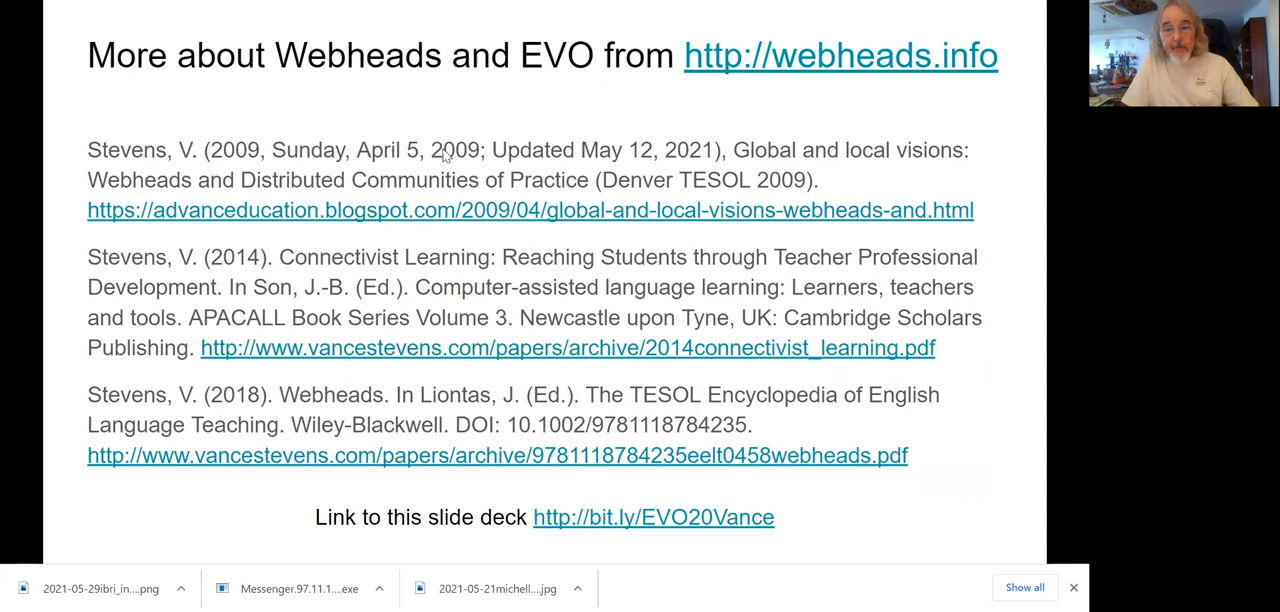 More about Webheads and EVO from http://webheads.info
Stevens, V. (2009, Sunday, April 5, 2009; Updated May 12, 2021), Global and local visions:
Webheads and Distributed Communities of Practice (Denver TESOL 2009).
https://advanceducation.blogspot.com/2009/04/global-and-local-visions-webheads-and.html
Stevens, V. (2014). Connectivist Learning: Reaching Students through Teacher Professional
Development. In Son, J.-B. (Ed.). Computer-assisted language learning: Learners, teachers
and tools. APACALL Book Series Volume 3. Newcastle upon Tyne, UK: Cambridge Scholars
Publishing. http://www.vancestevens.com/papers/archive/2014connectivist_learning.pdf
Stevens, V. (2018). Webheads. In Liontas, J. (Ed.). The TESOL Encyclopedia of English
Language Teaching. Wiley-Blackwell. DOI: 10.1002/9781118784235.
http://www.vancestevens.com/papers/archive/9781118784235eelt0458webheads.pdf
Link to this slide deck http://bit.ly/EVO20Vance
2021-05-29ibri_in....png Messenger.97.11.1....exe 2021-05-21michell....jpg Show all